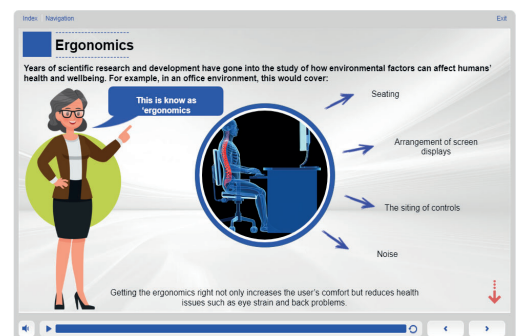 Index Navigation Exit
Ergonomics
Years of scientific research and development have gone into the study of how environmental factors can affect humans'
health and wellbeing. For example, in an office environment, this would cover:
This is know as
'ergonomics
Seating
Arrangement of screen
displays
The siting of controls
Noise
Getting the ergonomics right not only increases the user's comfort but reduces health
issues such as eye strain and back problems.